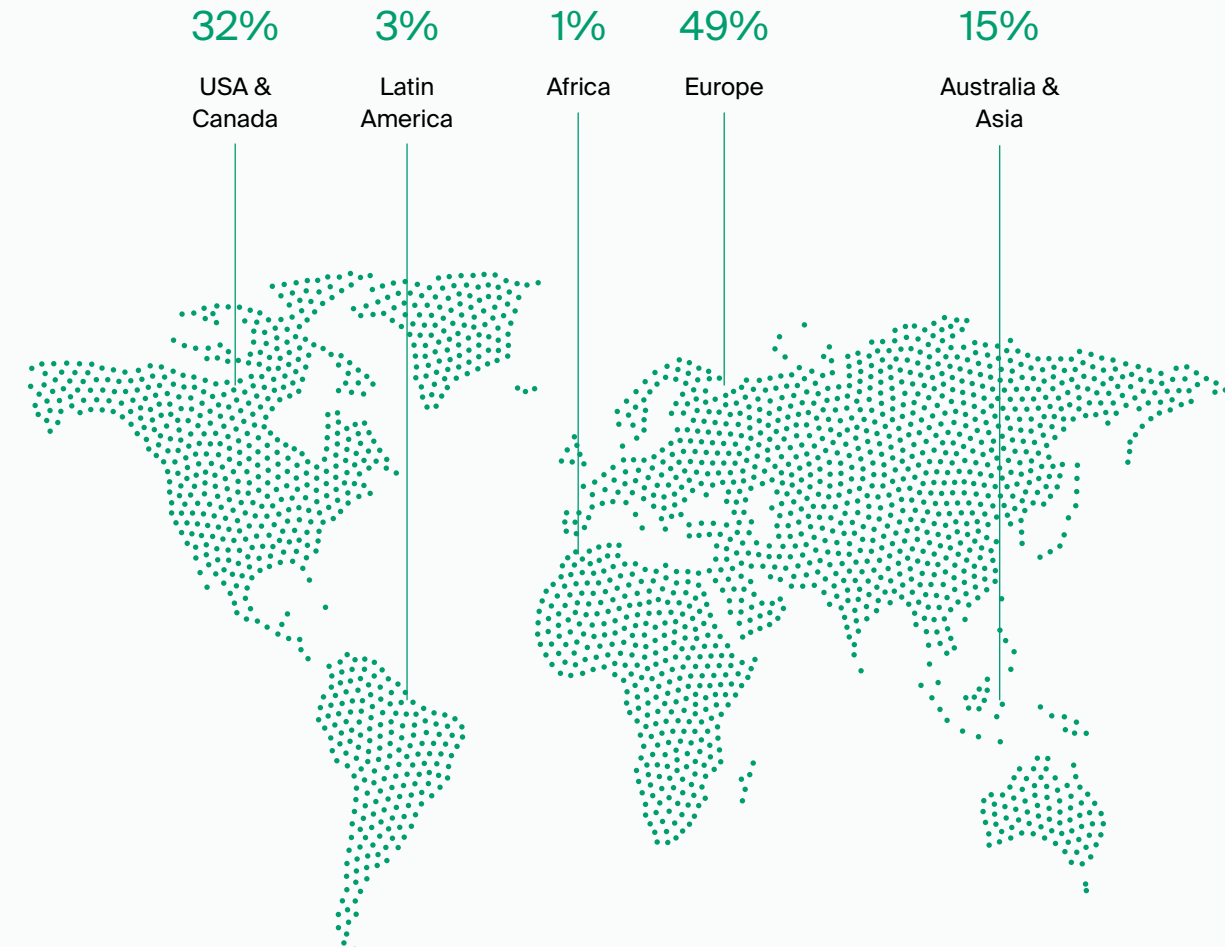 32%
3%
1%
49%
15%
USA &
Canada
Latin
America
Africa
Europe
Australia &
Asia